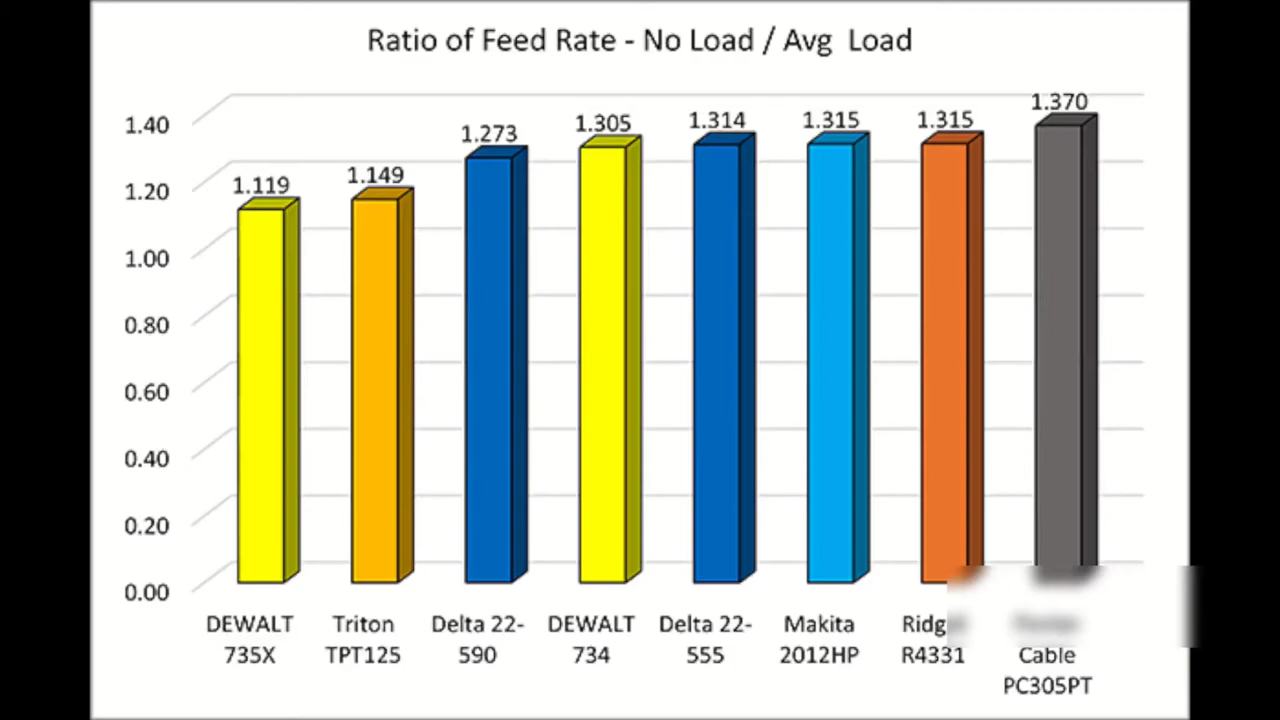 Ratio of Feed Rate - No Load / Avg  Load
1.40
1.20
1.00
0.80
0.60
0.40
0.20
0.00
1.119
1.149
1.273
1.305
1.314
1.315
1.315
1.370
DEWALT
735X
Triton
TPT125
Delta 22-
590
DEWALT
734
Delta 22-
555
Makita
2012HP
R4331
Cable
PC305PT